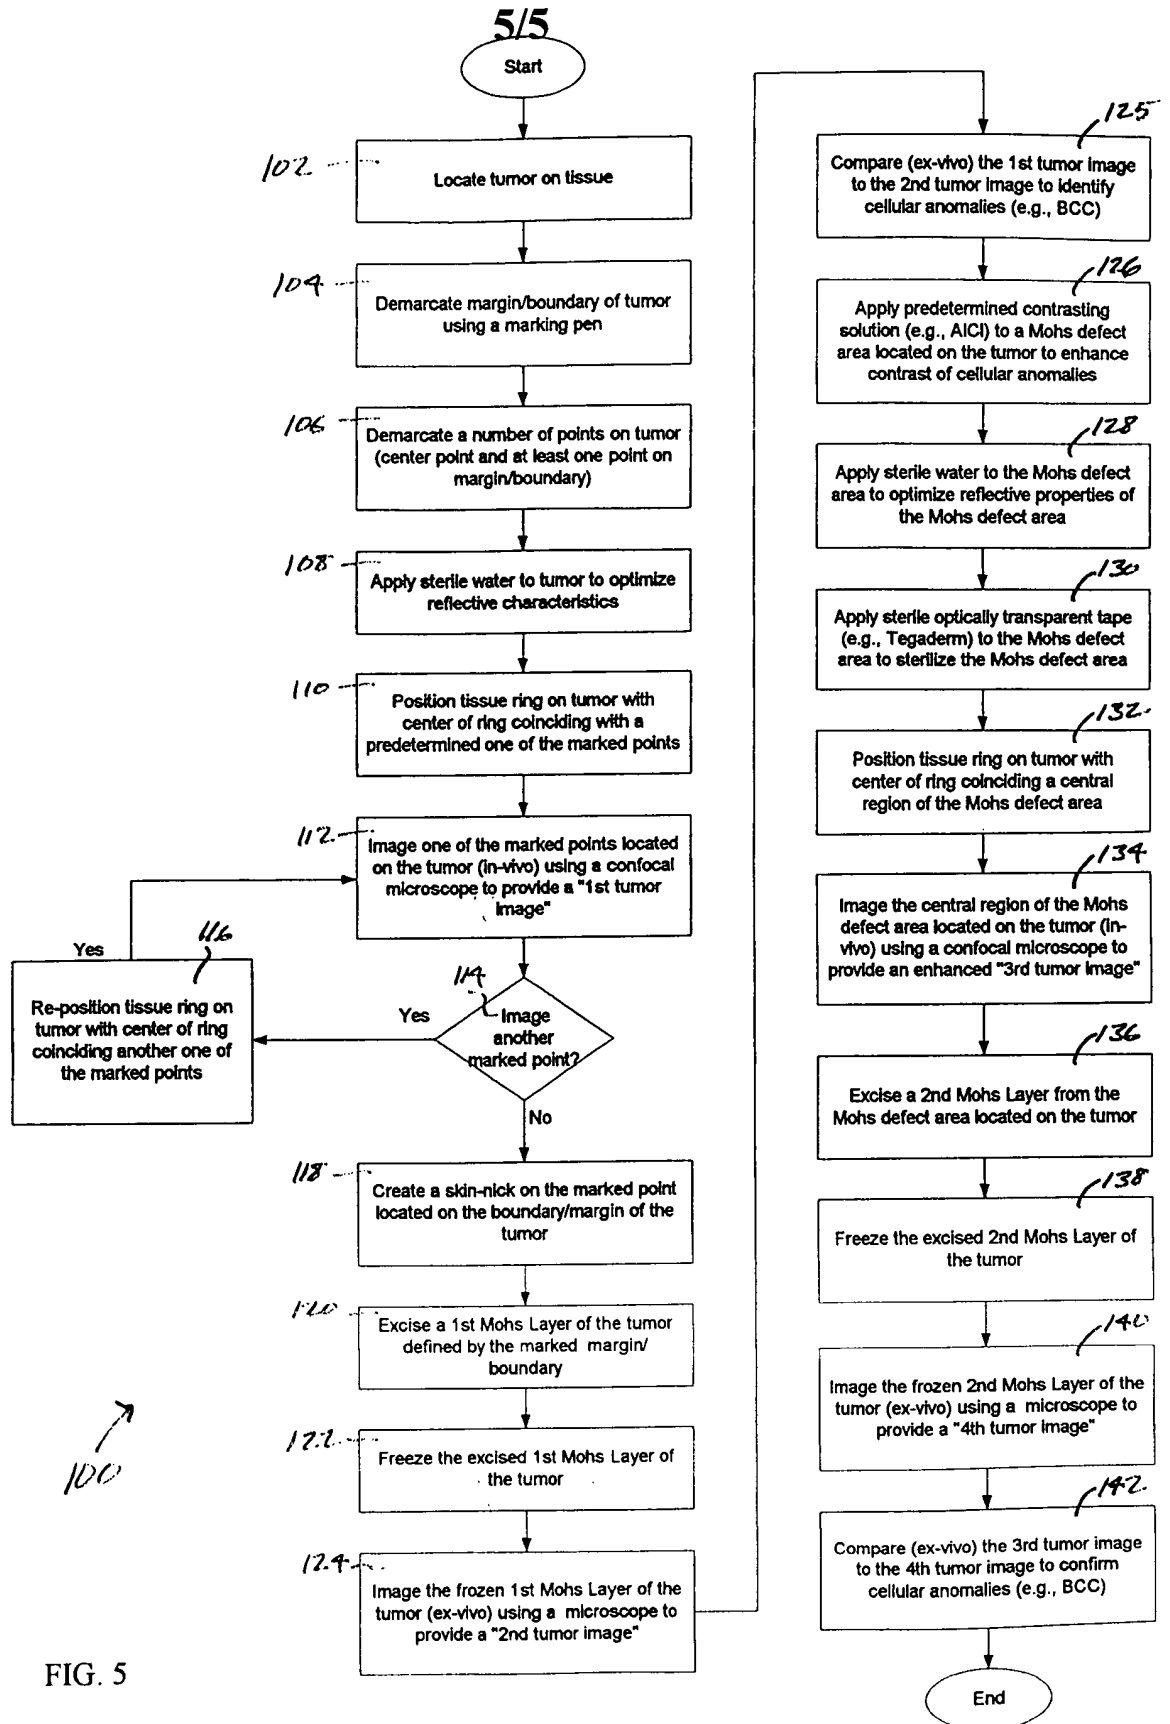 5/5
Start
102
Locate tumor on tissue
104
Demarcate margin/boundary of tumor
using a marking pen
106
Demarcate a number of points on tumor
(center point and at least one point on
margin/boundary)
108
Apply sterile water to tumor to optimize
reflective characteristics
110
Position tissue ring on tumor with
center of ring coinciding with a
predetermined one of the marked points
112
Image one of the marked points located
on the tumor (in-vivo) using a confocal
microscope to provide a "1st tumor
image"
114
Image
another
marked point?
Yes
116
Yes
Re-position tissue ring on
tumor with center of ring
coinciding another one of
the marked points
No
118
Create a skin-nick on the marked point
located on the boundary/margin of the
tumor
120
Excise a 1st Mohs Layer of the tumor
defined by the marked margin/
boundary
122
Freeze the excised 1st Mohs Layer of
the tumor
124
Image the frozen 1st Mohs Layer of the
tumor (ex-vivo) using a microscope to
provide a "2nd tumor image"
125
Compare (ex-vivo) the 1st tumor image
to the 2nd tumor image to identify
cellular anomalies (e.g., BCC)
126
Apply predetermined contrasting
solution (e.g., AlCl) to a Mohs defect
area located on the tumor to enhance
contrast of cellular anomalies
128
Apply sterile water to the Mohs defect
area to optimize reflective properties of
the Mohs defect area
130
Apply sterile optically transparent tape
(e.g., Tegaderm) to the Mohs defect
area to sterilize the Mohs defect area
132
Position tissue ring on tumor with
center of ring coinciding a central
region of the Mohs defect area
134
Image the central region of the Mohs
defect area located on the tumor (in-
vivo) using a confocal microscope to
provide an enhanced "3rd tumor image"
136
Excise a 2nd Mohs Layer from the
Mohs defect area located on the tumor
138
Freeze the excised 2nd Mohs Layer of
the tumor
140
Image the frozen 2nd Mohs Layer of the
tumor (ex-vivo) using a microscope to
provide a "4th tumor image"
142
Compare (ex-vivo) the 3rd tumor image
to the 4th tumor image to confirm
cellular anomalies (e.g., BCC)
End
100
FIG. 5